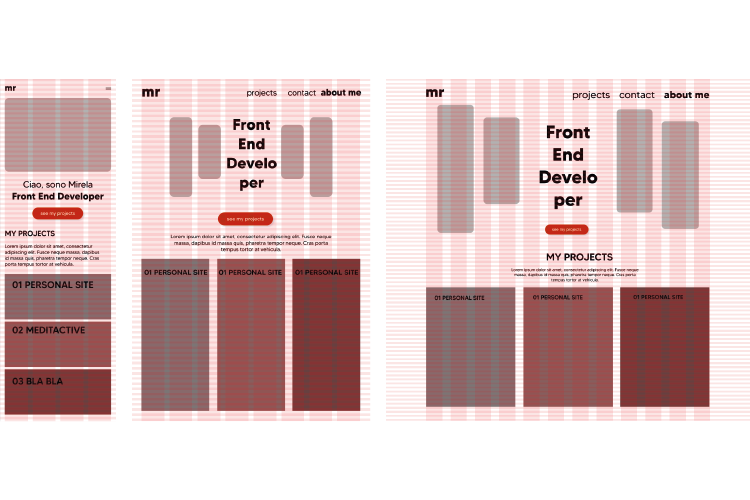 mr
Ciao, sono Mirela
Front End Developer
see my projects
MY PROJECTS
Lorem ipsum dolor sit amet, consectetur
adipiscing elit. Fusce neque
massa, dapibus id massa quis,
id massa quis, pharetra tempor neque. Cras
porta tempus tortor at vehicula.
01 PERSONAL SITE
02 MEDITACTIVE
03 BLA BLA
mr
projects contact about me
Front
End
Develo
per
see my projects
Lorem ipsum dolor sit amet, consectetur adipiscing elit. Fusce neque
massa, dapibus id massa quis, pharetra tempor neque. Cras porta
tempus tortor at vehicula.
01 PERSONAL SITE 01 PERSONAL SITE 01 PERSONAL SITE
mr
projects contact about me
Front
End
Develo
per
see my projects
MY PROJECTS
Lorem ipsum dolor sit amet, consectetur adipiscing elit. Fusce neque
massa, dapibus id massa quis, pharetra tempor neque. Cras porta
tempus tortor at vehicula.
01 PERSONAL SITE 01 PERSONAL SITE 01 PERSONAL SITE